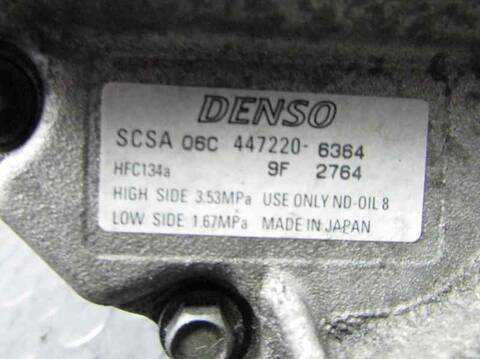 DENSO
SCSA 06C 447220-6364
HFC134a 9F 2764
HIGH SIDE 3.53MPa USE ONLY ND-OIL 8
LOW SIDE 1.67MPa MADE IN JAPAN